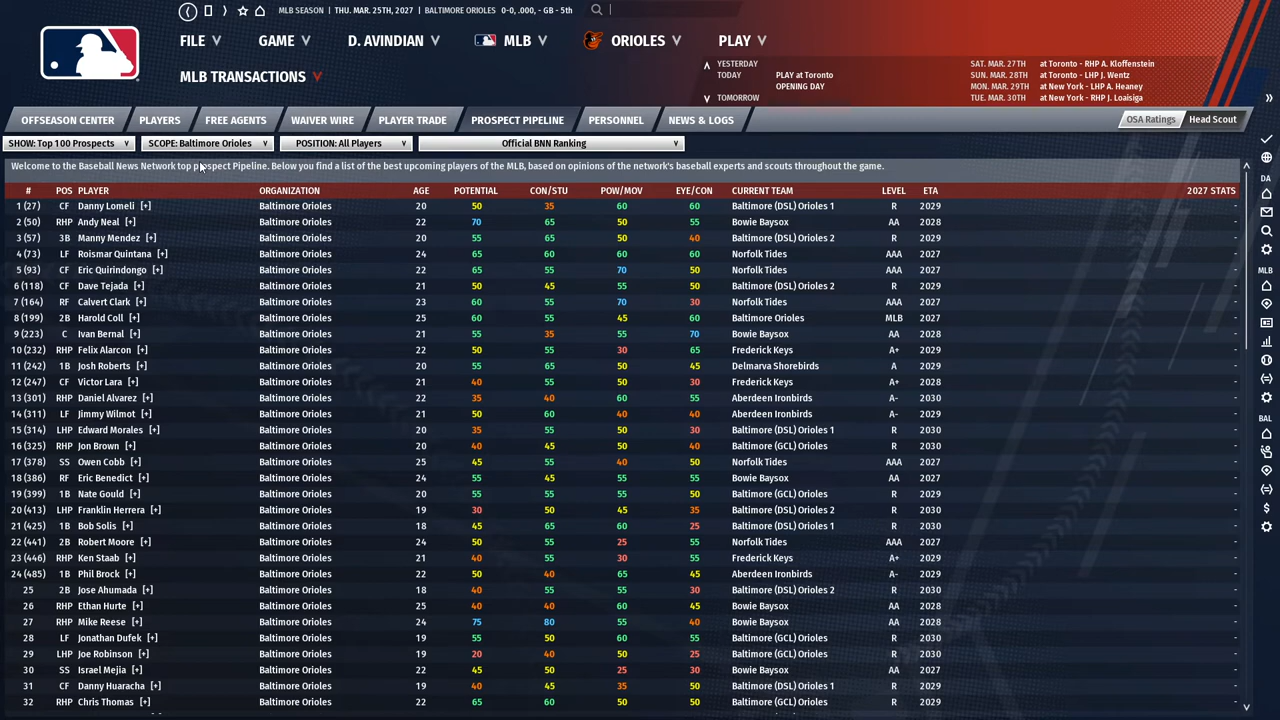 MLB SEASON | THU. MAR. 25TH, 2027 | BALTIMORE ORIOLES 0-0, .000, - GB - 5th
FILE GAME D. AVINDIAN MLB ORIOLES PLAY
MLB TRANSACTIONS
YESTERDAY
TODAY PLAY at Toronto
OPENING DAY
TOMORROW
SAT. MAR. 27TH at Toronto - RHP A. Kloffenstein
SUN. MAR. 28TH at Toronto - LHP J. Wentz
MON. MAR. 29TH at New York - LHP A. Heaney
TUE. MAR. 30TH at New York - RHP J. Loaisiga
OFFSEASON CENTER PLAYERS FREE AGENTS WAIVER WIRE PLAYER TRADE PROSPECT PIPELINE PERSONNEL NEWS & LOGS OSA Ratings Head Scout
SHOW: Top 100 Prospects SCOPE: Baltimore Orioles POSITION: All Players Official BNN Ranking
Welcome to the Baseball News Network top prospect Pipeline. Below you find a list of the best upcoming players of the MLB, based on opinions of the network's baseball experts and scouts throughout the game.
# POS PLAYER ORGANIZATION AGE POTENTIAL CON/STU POW/MOV EYE/CON CURRENT TEAM LEVEL ETA 2027 STATS
1 (27) CF Danny Lomeli [+] Baltimore Orioles 20 50 35 60 60 Baltimore (DSL) Orioles 1 R 2029 -
2 (50) RHP Andy Neal [+] Baltimore Orioles 22 70 65 50 55 Bowie Baysox AA 2028 -
3 (57) 3B Manny Mendez [+] Baltimore Orioles 20 55 65 50 40 Baltimore (DSL) Orioles 2 R 2029 -
4 (73) LF Roismar Quintana [+] Baltimore Orioles 24 65 60 60 60 Norfolk Tides AAA 2027 -
5 (93) CF Eric Quirindongo [+] Baltimore Orioles 22 65 55 70 50 Norfolk Tides AAA 2027 -
6 (118) CF Dave Tejada [+] Baltimore Orioles 21 50 45 55 50 Baltimore (DSL) Orioles 2 R 2029 -
7 (164) RF Calvert Clark [+] Baltimore Orioles 23 60 55 70 30 Norfolk Tides AAA 2027 -
8 (199) 2B Harold Coll [+] Baltimore Orioles 25 60 55 45 60 Baltimore Orioles MLB 2027 -
9 (223) C Ivan Bernal [+] Baltimore Orioles 21 55 35 55 70 Bowie Baysox AA 2028 -
10 (232) RHP Felix Alarcon [+] Baltimore Orioles 22 50 55 30 65 Frederick Keys A+ 2029 -
11 (242) 1B Josh Roberts [+] Baltimore Orioles 20 55 65 50 45 Delmarva Shorebirds A 2029 -
12 (247) CF Victor Lara [+] Baltimore Orioles 21 40 55 50 30 Frederick Keys A+ 2028 -
13 (301) RHP Daniel Alvarez [+] Baltimore Orioles 22 35 40 60 55 Aberdeen Ironbirds A- 2030 -
14 (311) LF Jimmy Wilmot [+] Baltimore Orioles 21 50 60 40 40 Aberdeen Ironbirds A- 2029 -
15 (314) LHP Edward Morales [+] Baltimore Orioles 20 35 55 50 30 Baltimore (DSL) Orioles 1 R 2030 -
16 (325) RHP Jon Brown [+] Baltimore Orioles 20 40 45 50 40 Baltimore (GCL) Orioles R 2030 -
17 (378) SS Owen Cobb [+] Baltimore Orioles 25 45 55 40 50 Norfolk Tides AAA 2027 -
18 (386) RF Eric Benedict [+] Baltimore Orioles 24 55 45 55 55 Bowie Baysox AA 2027 -
19 (399) 1B Nate Gould [+] Baltimore Orioles 20 55 55 55 50 Baltimore (GCL) Orioles R 2029 -
20 (413) LHP Franklin Herrera [+] Baltimore Orioles 19 30 50 45 35 Baltimore (DSL) Orioles 2 R 2030 -
21 (425) 1B Bob Solis [+] Baltimore Orioles 18 45 65 60 25 Baltimore (DSL) Orioles 1 R 2030 -
22 (441) 2B Robert Moore [+] Baltimore Orioles 24 50 55 25 55 Norfolk Tides AAA 2027 -
23 (446) RHP Ken Staab [+] Baltimore Orioles 21 40 55 30 55 Frederick Keys A+ 2029 -
24 (485) 1B Phil Brock [+] Baltimore Orioles 22 50 40 65 45 Aberdeen Ironbirds A- 2029 -
25 2B Jose Ahumada [+] Baltimore Orioles 18 40 55 55 30 Baltimore (DSL) Orioles 2 R 2030 -
26 RHP Ethan Hurte [+] Baltimore Orioles 25 40 40 60 45 Bowie Baysox AA 2028 -
27 RHP Mike Reese [+] Baltimore Orioles 24 75 80 55 40 Bowie Baysox AA 2028 -
28 LF Jonathan Dufek [+] Baltimore Orioles 19 55 50 60 55 Baltimore (GCL) Orioles R 2030 -
29 LHP Joe Robinson [+] Baltimore Orioles 19 20 40 50 25 Baltimore (GCL) Orioles R 2030 -
30 SS Israel Mejia [+] Baltimore Orioles 22 45 50 25 30 Bowie Baysox AA 2027 -
31 CF Danny Huaracha [+] Baltimore Orioles 19 40 45 35 50 Baltimore (DSL) Orioles 1 R 2029 -
32 RHP Chris Thomas [+] Baltimore Orioles 22 65 60 50 50 Baltimore (GCL) Orioles R 2029 -
DA
MLB
BAL